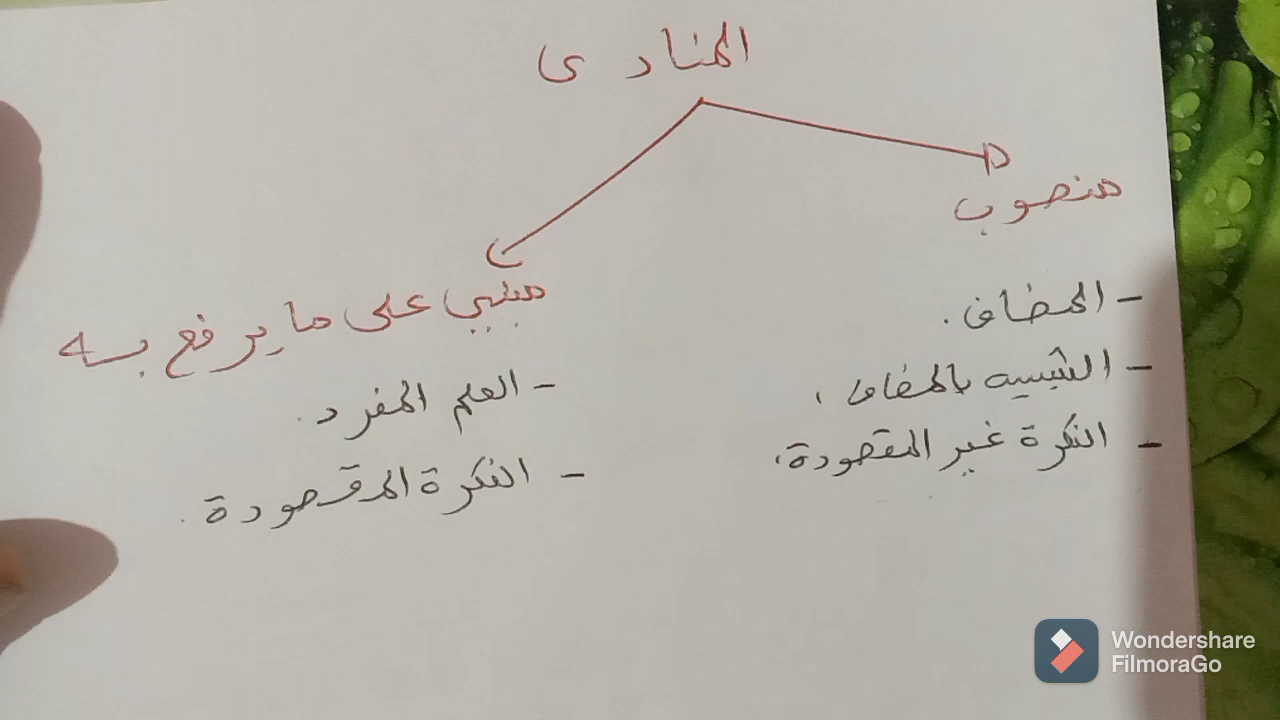 المنادى
منصوب
- المضاف.
- الشبيه بالمضاف.
- النكرة غير المقصودة.
مبني على ما يرفع به
- العلم المفرد.
- النكرة المقصودة.
Wondershare
FilmoraGo